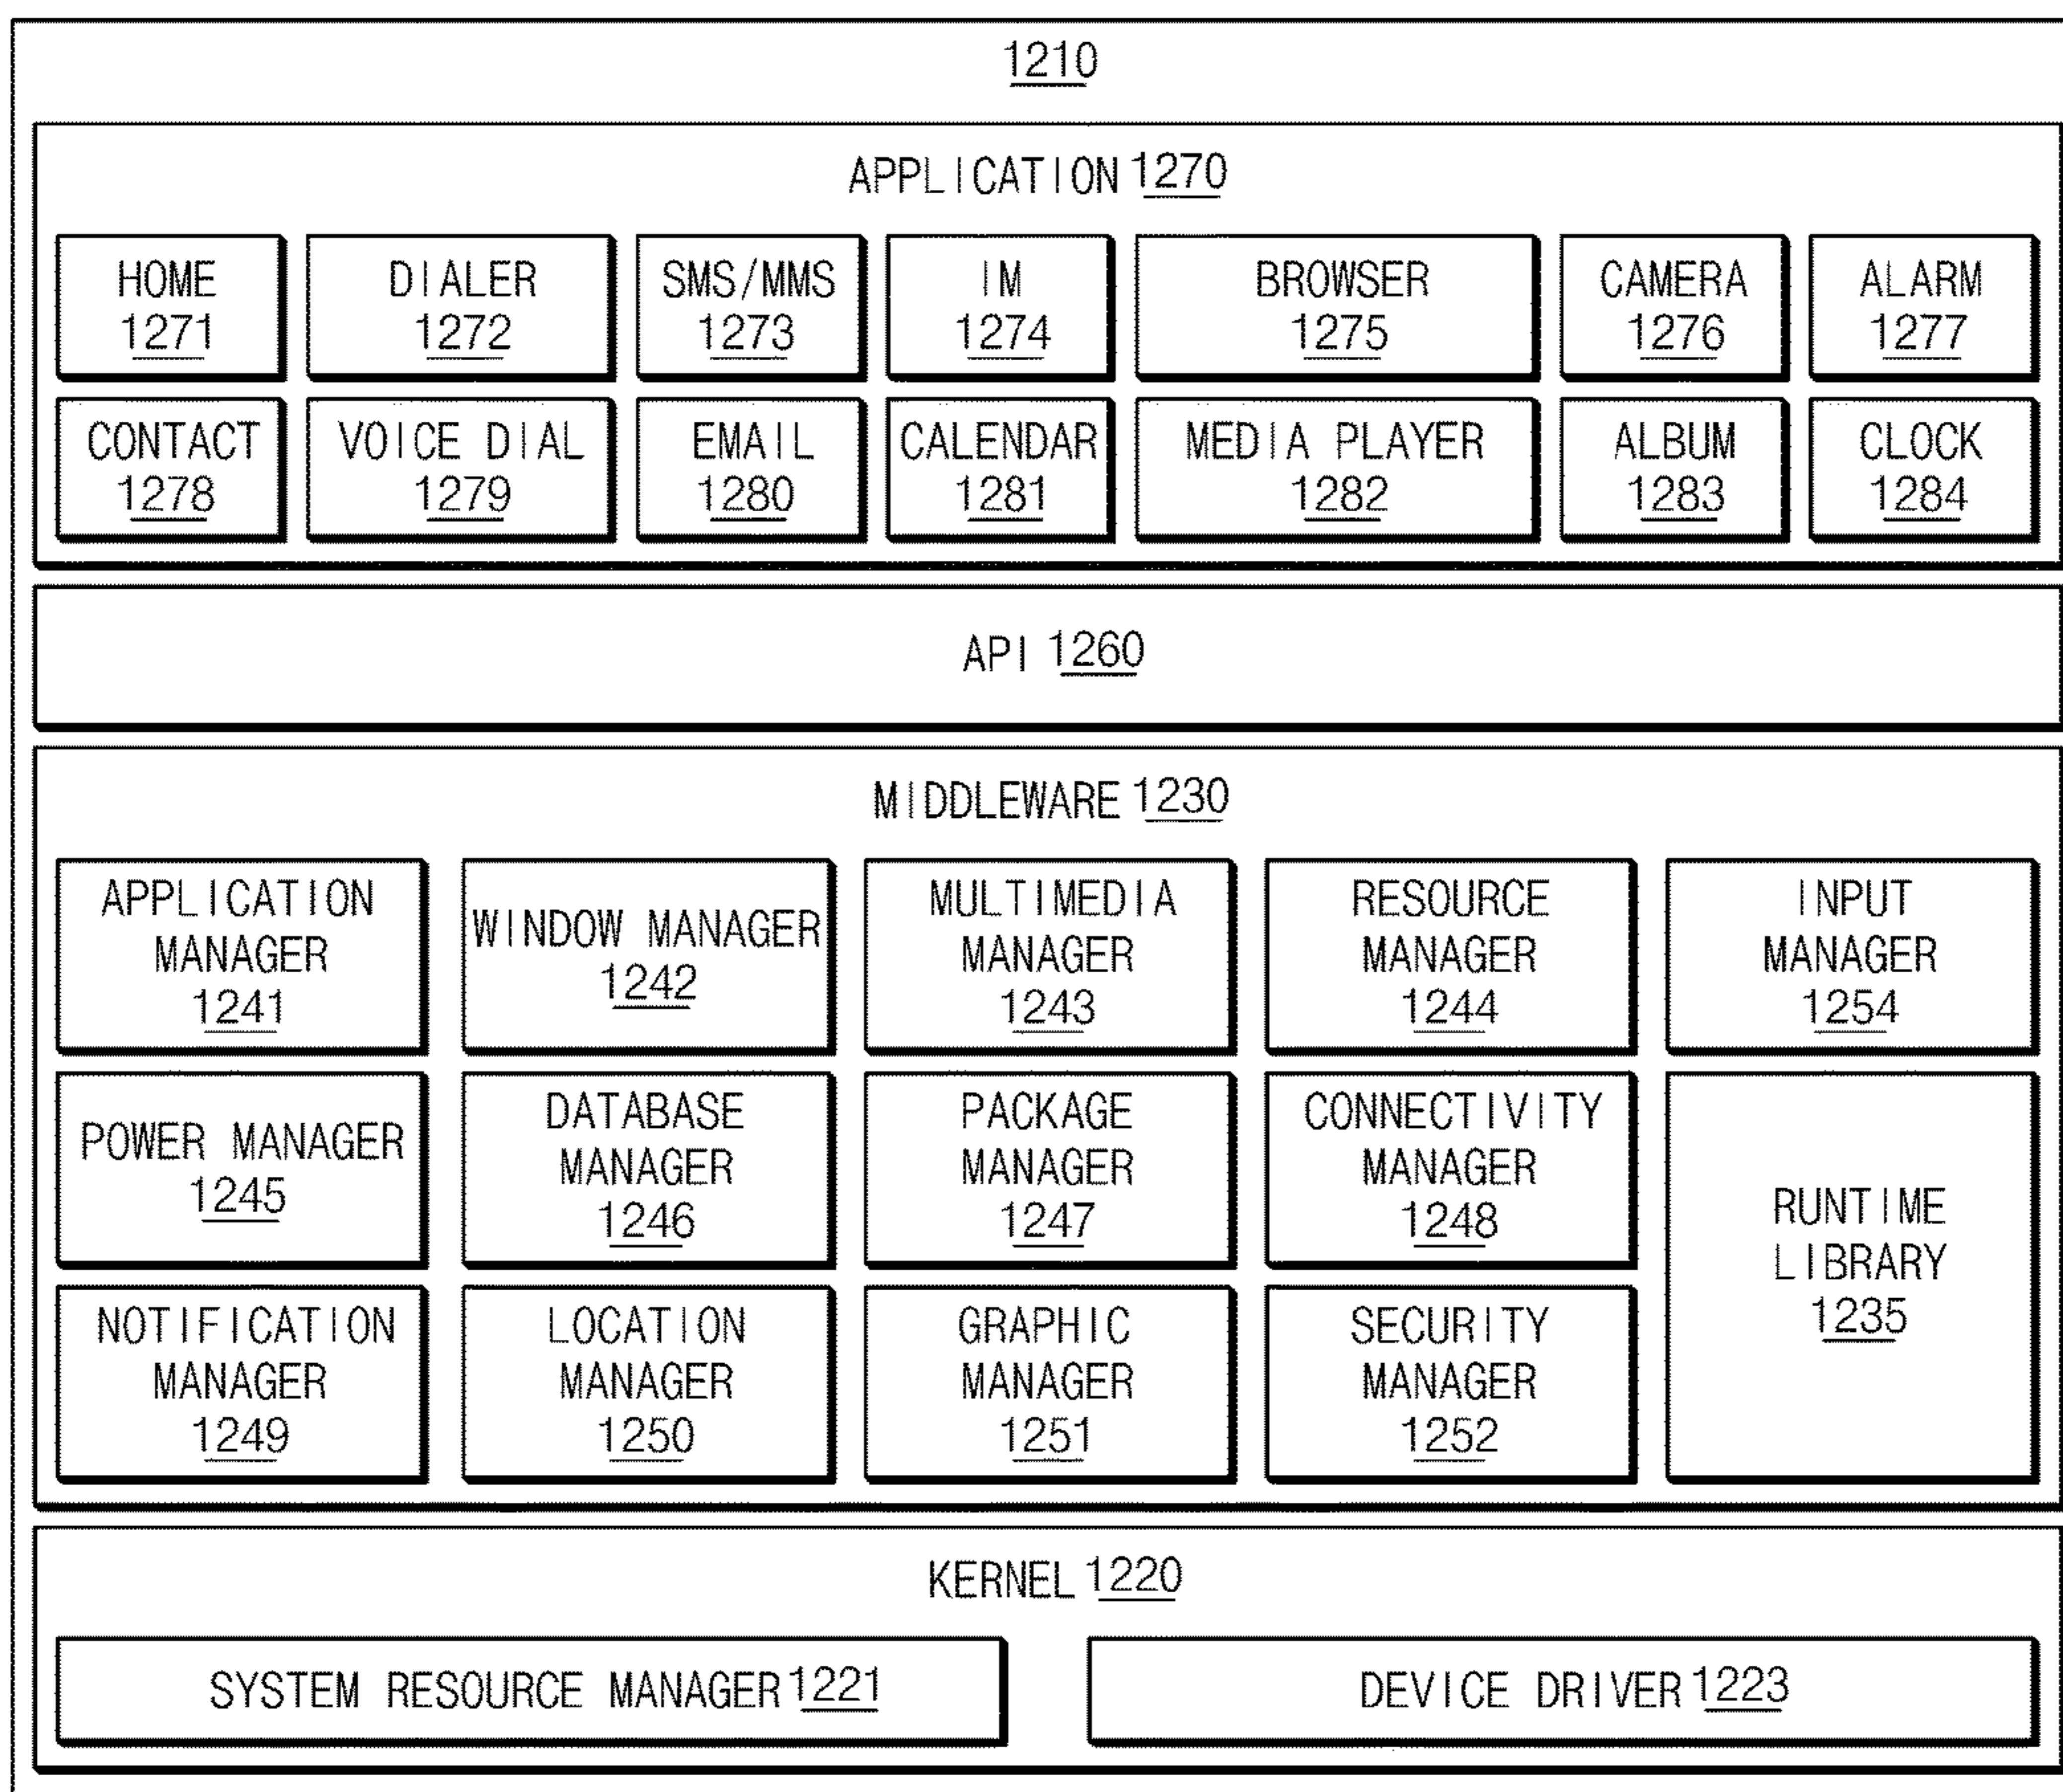 1210
APPLICATION 1270
HOME
1271
DIALER
1272
SMS/MMS
1273
IM
1274
BROWSER
1275
CAMERA
1276
ALARM
1277
CONTACT
1278
VOICE DIAL
1279
EMAIL
1280
CALENDAR
1281
MEDIA PLAYER
1282
ALBUM
1283
CLOCK
1284
API 1260
MIDDLEWARE 1230
APPLICATION
MANAGER
1241
WINDOW MANAGER
1242
MULTIMEDIA
MANAGER
1243
RESOURCE
MANAGER
1244
INPUT
MANAGER
1254
POWER MANAGER
1245
DATABASE
MANAGER
1246
PACKAGE
MANAGER
1247
CONNECTIVITY
MANAGER
1248
RUNTIME
LIBRARY
1235
NOTIFICATION
MANAGER
1249
LOCATION
MANAGER
1250
GRAPHIC
MANAGER
1251
SECURITY
MANAGER
1252
KERNEL 1220
SYSTEM RESOURCE MANAGER 1221
DEVICE DRIVER 1223